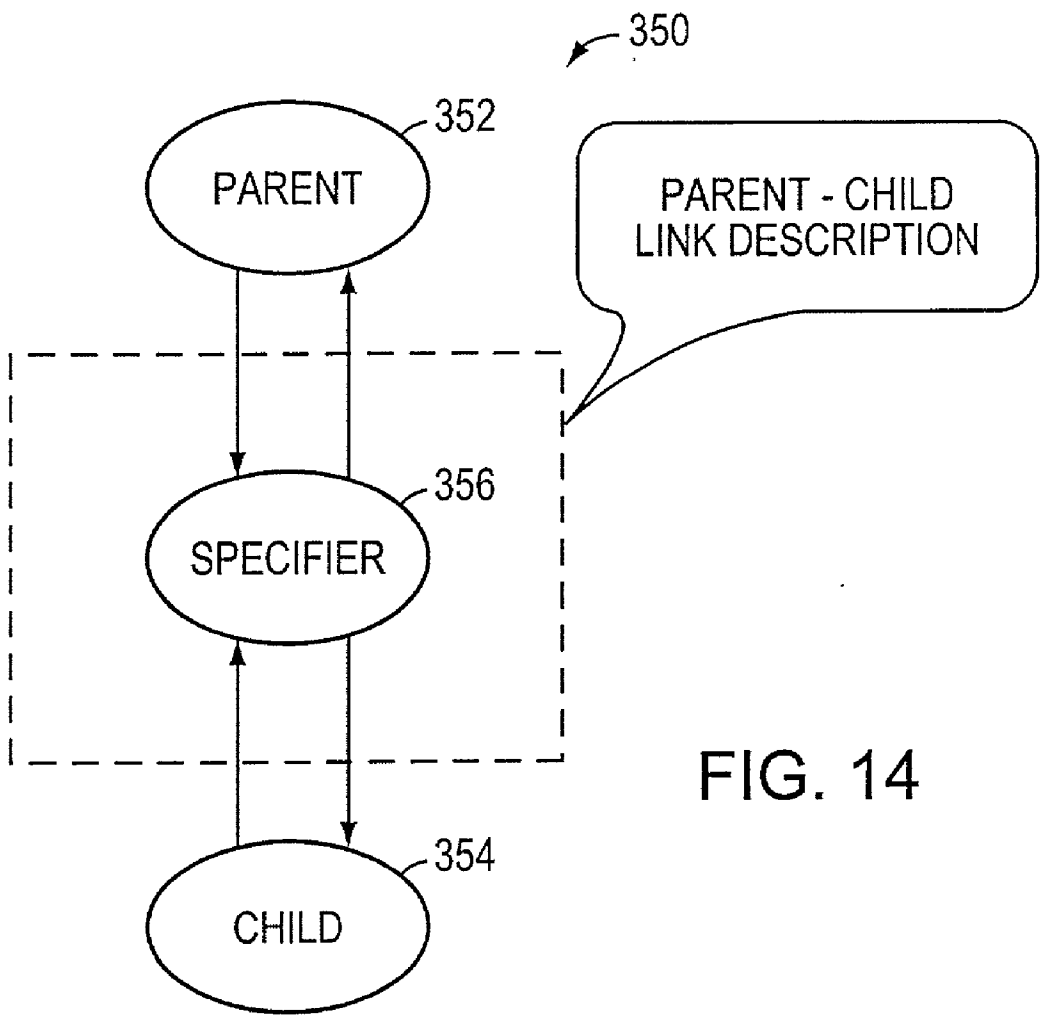 350
352
PARENT
PARENT - CHILD
LINK DESCRIPTION
356
SPECIFIER
FIG. 14
354
CHILD